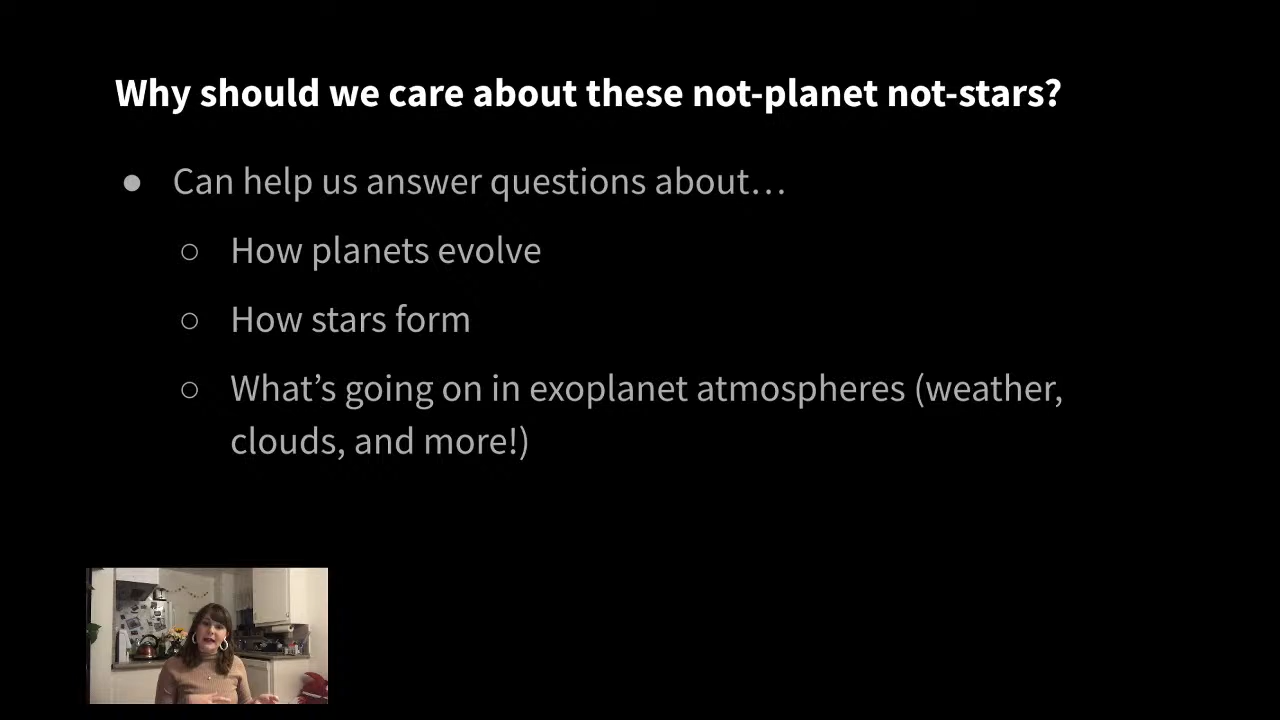 Why should we care about these not-planet not-stars?
● Can help us answer questions about…
○ How planets evolve
○ How stars form
○ What’s going on in exoplanet atmospheres (weather,
clouds, and more!)